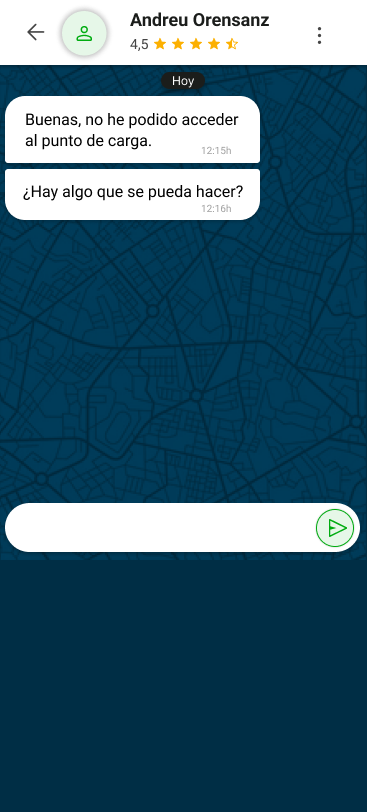 Andreu Orensanz
4,5
Hoy
Buenas, no he podido acceder
al punto de carga.
12:15h
¿Hay algo que se pueda hacer?
12:16h